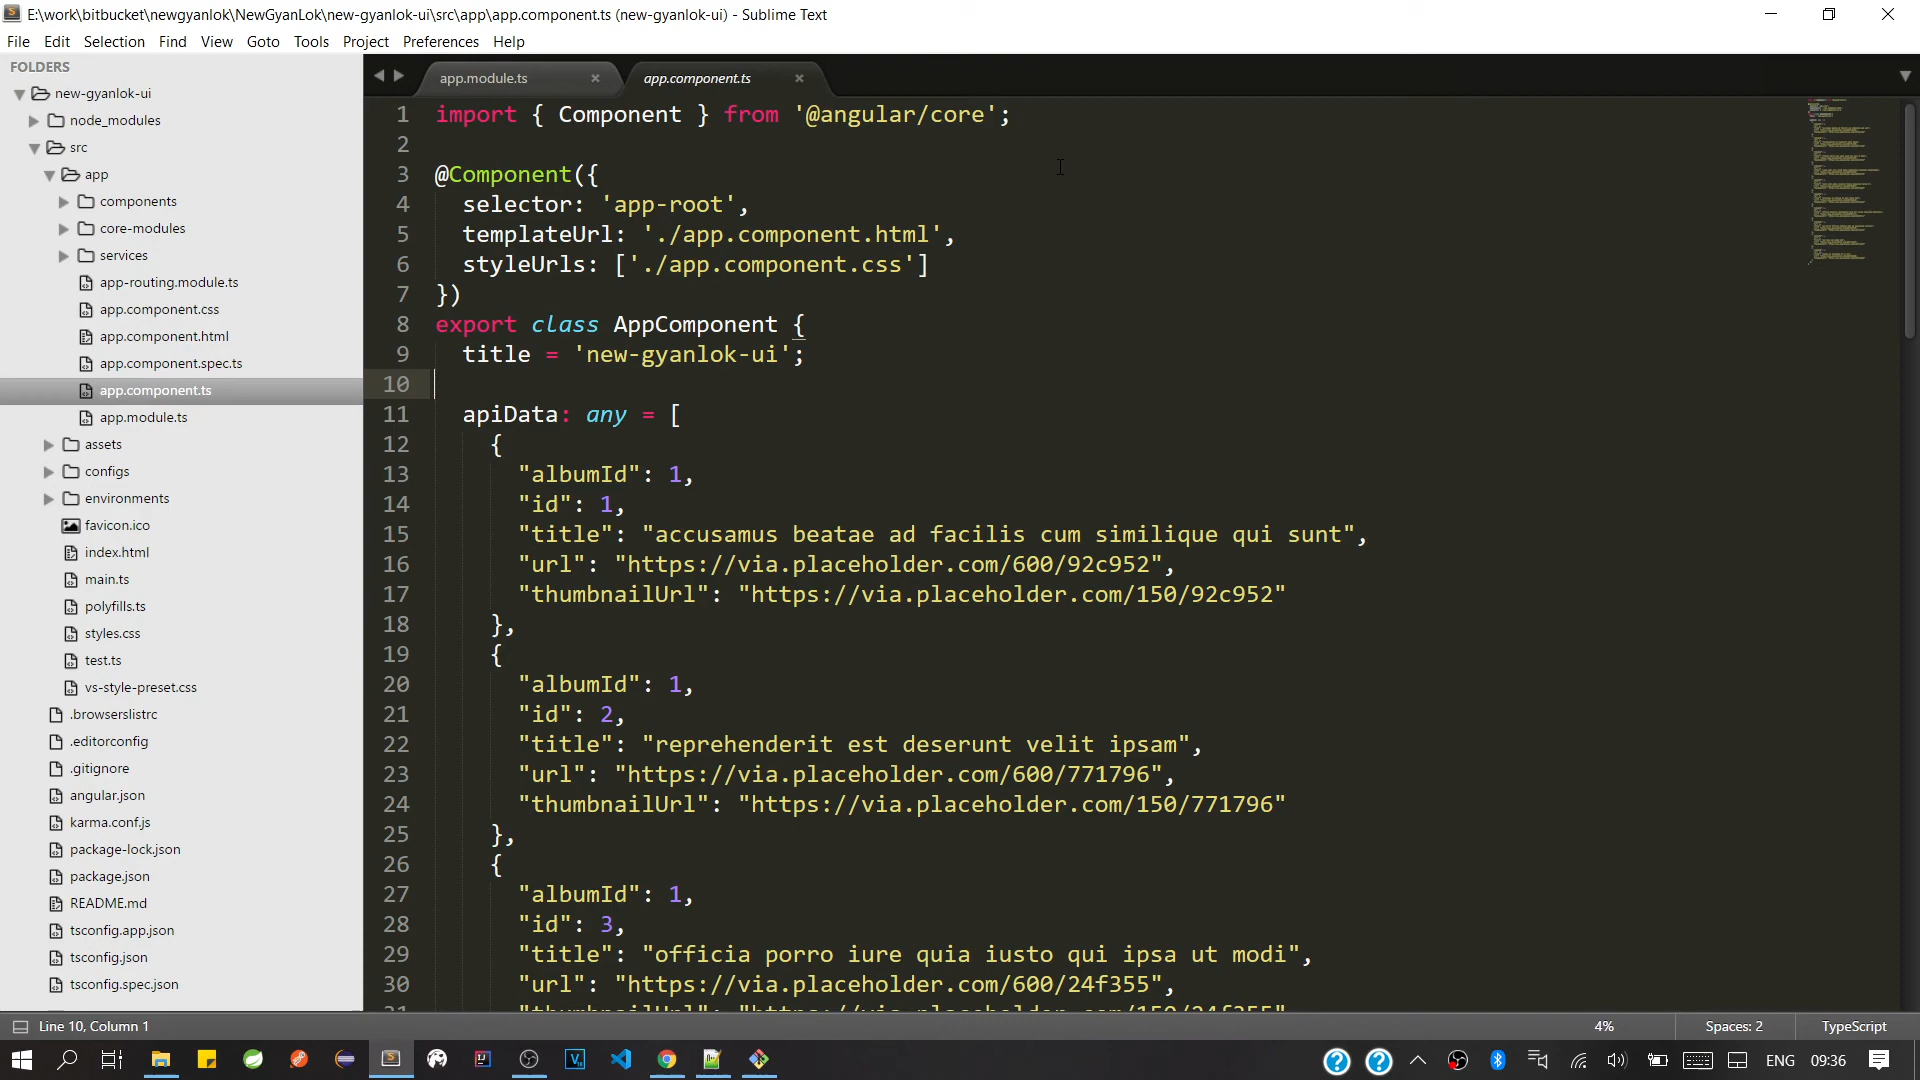 E:\work\bitbucket\newgyanlok\NewGyanLok\new-gyanlok-ui\src\app\app.component.ts (new-gyanlok-ui) - Sublime Text
File Edit Selection Find View Goto Tools Project Preferences Help
FOLDERS
new-gyanlok-ui
node_modules
src
app
components
core-modules
services
app-routing.module.ts
app.component.css
app.component.html
app.component.spec.ts
app.component.ts
app.module.ts
assets
configs
environments
favicon.ico
index.html
main.ts
polyfills.ts
styles.css
test.ts
vs-style-preset.css
.browserslistrc
.editorconfig
.gitignore
angular.json
karma.conf.js
package-lock.json
package.json
README.md
tsconfig.app.json
tsconfig.json
tsconfig.spec.json
app.module.ts app.component.ts
1 import { Component } from '@angular/core';
2
3 @Component({
4 selector: 'app-root',
5 templateUrl: './app.component.html',
6 styleUrls: ['./app.component.css']
7 })
8 export class AppComponent {
9 title = 'new-gyanlok-ui';
10
11 apiData: any = [
12 {
13 "albumId": 1,
14 "id": 1,
15 "title": "accusamus beatae ad facilis cum similique qui sunt",
16 "url": "https://via.placeholder.com/600/92c952",
17 "thumbnailUrl": "https://via.placeholder.com/150/92c952"
18 },
19 {
20 "albumId": 1,
21 "id": 2,
22 "title": "reprehenderit est deserunt velit ipsam",
23 "url": "https://via.placeholder.com/600/771796",
24 "thumbnailUrl": "https://via.placeholder.com/150/771796"
25 },
26 {
27 "albumId": 1,
28 "id": 3,
29 "title": "officia porro iure quia iusto qui ipsa ut modi",
30 "url": "https://via.placeholder.com/600/24f355",
31 "thumbnailUrl": "https://via.placeholder.com/150/24f355"
Line 10, Column 1 4% Spaces: 2 TypeScript
ENG 09:36